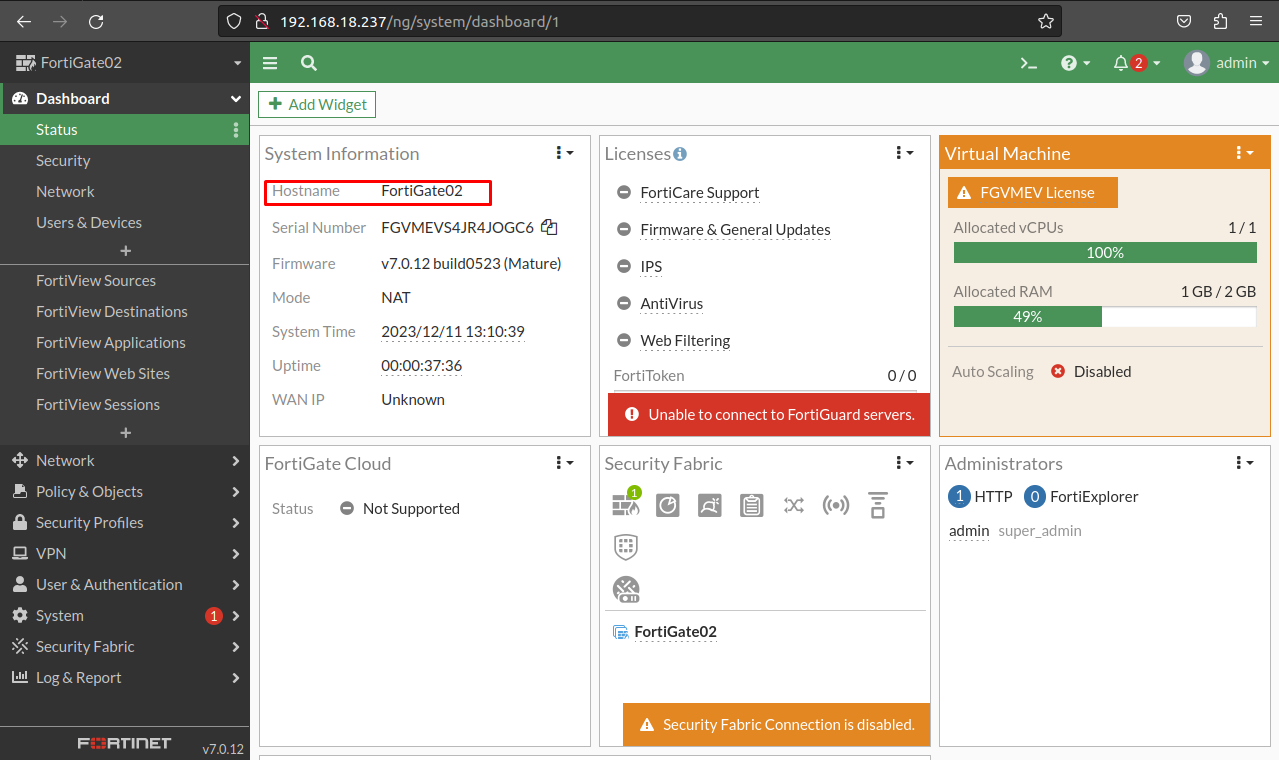 192.168.18.237/ng/system/dashboard/1
FortiGate02
2
admin
Dashboard
Status
Security
Network
Users & Devices
+
FortiView Sources
FortiView Destinations
FortiView Applications
FortiView Web Sites
FortiView Sessions
+
Network
Policy & Objects
Security Profiles
VPN
User & Authentication
System 1
Security Fabric
Log & Report
FORTINET v7.0.12
+ Add Widget
System Information
Hostname FortiGate02
Serial Number FGVMEVS4JR4JOGC6
Firmware v7.0.12 build0523 (Mature)
Mode NAT
System Time 2023/12/11 13:10:39
Uptime 00:00:37:36
WAN IP Unknown
Licenses
FortiCare Support
Firmware & General Updates
IPS
AntiVirus
Web Filtering
FortiToken 0 / 0
Unable to connect to FortiGuard servers.
Virtual Machine
FGVMEV License
Allocated vCPUs 1 / 1
100%
Allocated RAM 1 GB / 2 GB
49%
Auto Scaling Disabled
FortiGate Cloud
Status Not Supported
Security Fabric
1
FortiGate02
Security Fabric Connection is disabled.
Administrators
1 HTTP 0 FortiExplorer
admin super_admin